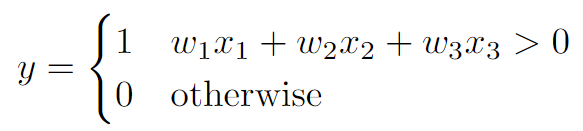 y = { 1 w₁x₁ + w₂x₂ + w₃x₃ > 0
0 otherwise